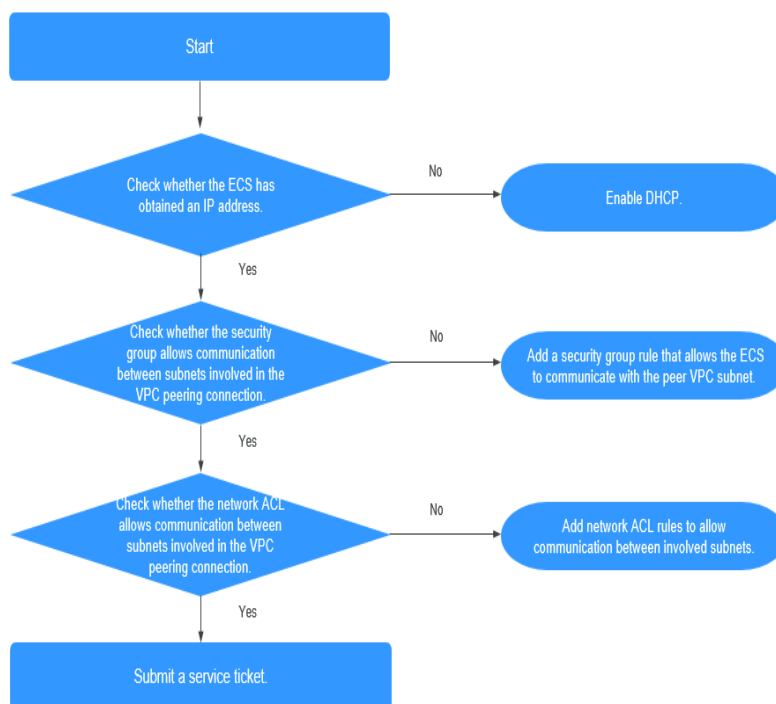 Start
Check whether the ECS has
obtained an IP address.
No
Enable DHCP.
Yes
Check whether the security
group allows communication
between subnets involved in the
VPC peering connection.
No
Add a security group rule that allows the ECS
to communicate with the peer VPC subnet.
Yes
Check whether the network ACL
allows communication between
subnets involved in the VPC
peering connection.
No
Add network ACL rules to allow
communication between involved subnets.
Yes
Submit a service ticket.